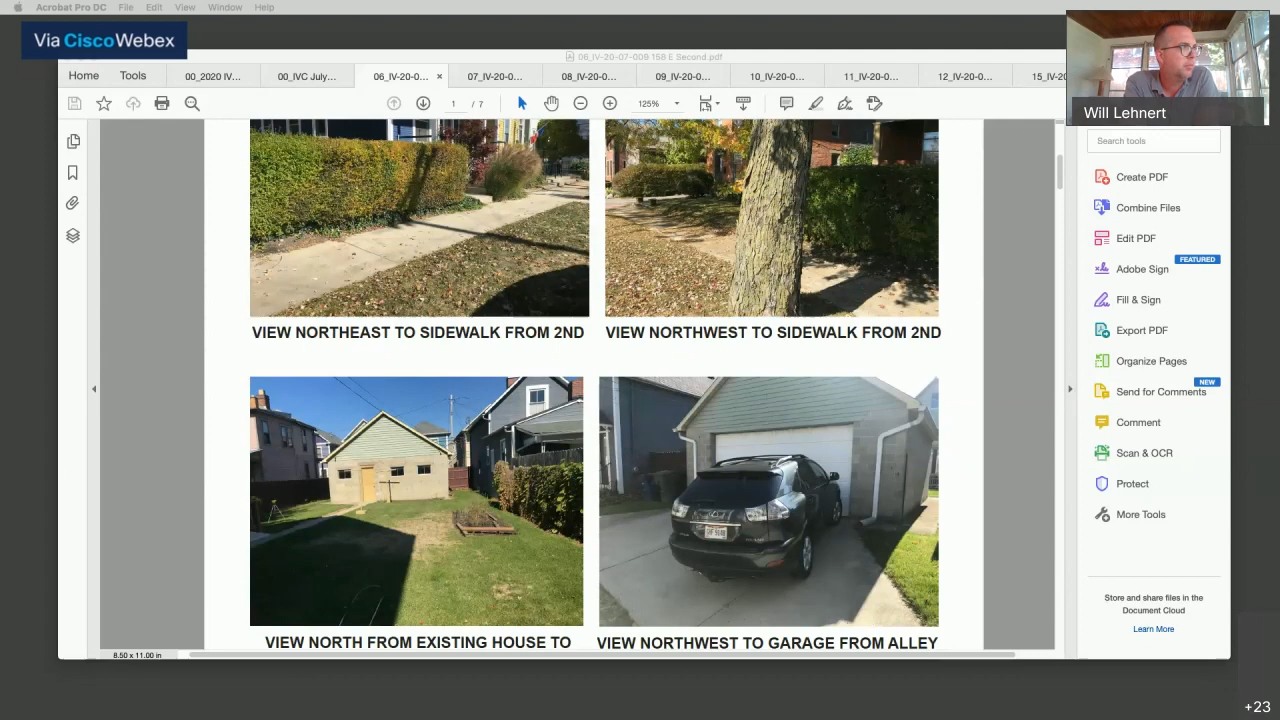 Acrobat Pro DC File Edit View Window Help
Via Cisco Webex
06_IV-20-07-009 158 E Second.pdf
Home Tools 00_2020 IV... 00_IVC July... 06_IV-20-0... × 07_IV-20-0... 08_IV-20-0... 09_IV-20-0... 10_IV-20-0... 11_IV-20-0... 12_IV-20-0... 15_IV-20-0
1 / 7 125%
Will Lehnert
Search tools
Create PDF
Combine Files
Edit PDF
FEATURED
Adobe Sign
Fill & Sign
Export PDF
Organize Pages
NEW
Send for Comments
Comment
Scan & OCR
Protect
More Tools
Store and share files in the
Document Cloud
Learn More
VIEW NORTHEAST TO SIDEWALK FROM 2ND
VIEW NORTHWEST TO SIDEWALK FROM 2ND
VIEW NORTH FROM EXISTING HOUSE TO
VIEW NORTHWEST TO GARAGE FROM ALLEY
8.50 x 11.00 in
+23